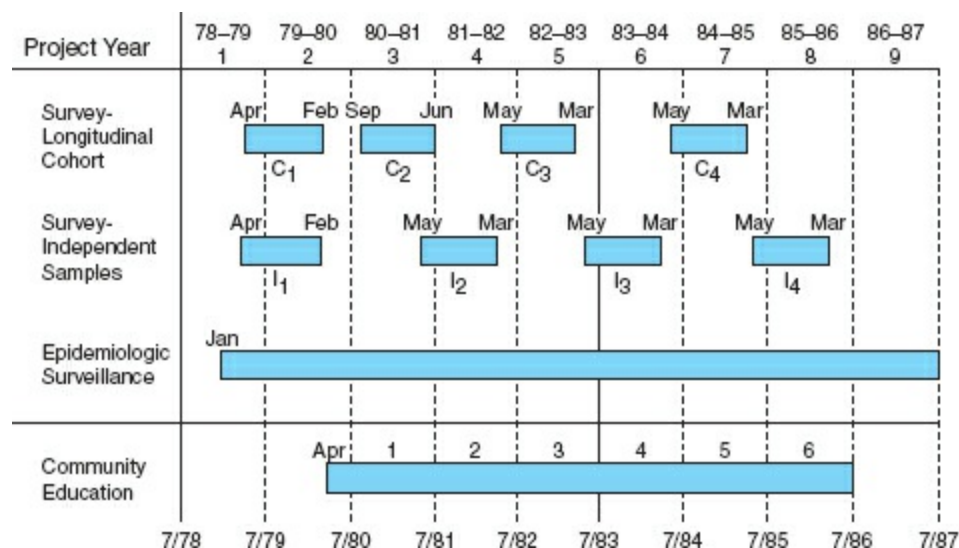 Project Year
78–79 79–80 80–81 81–82 82–83 83–84 84–85 85–86 86–87
1 2 3 4 5 6 7 8 9
Survey-
Longitudinal
Cohort
Apr Feb Sep Jun May Mar May Mar
C1 C2 C3 C4
Survey-
Independent
Samples
Apr Feb May Mar May Mar May Mar
I1 I2 I3 I4
Jan
Epidemiologic
Surveillance
Apr 1 2 3 4 5 6
Community
Education
7/78 7/79 7/80 7/81 7/82 7/83 7/84 7/85 7/86 7/87